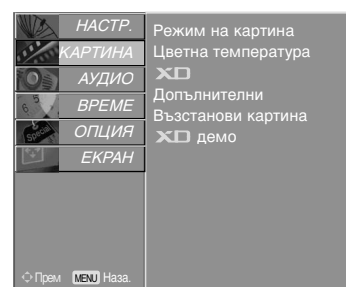 НАСТР.
КАРТИНА
АУДИО
ВРЕМЕ
ОПЦИЯ
ЕКРАН
Режим на картина
Цветна температура
XD
Допълнителни
Възстанови картина
XD демо
Прем MENU Наза.